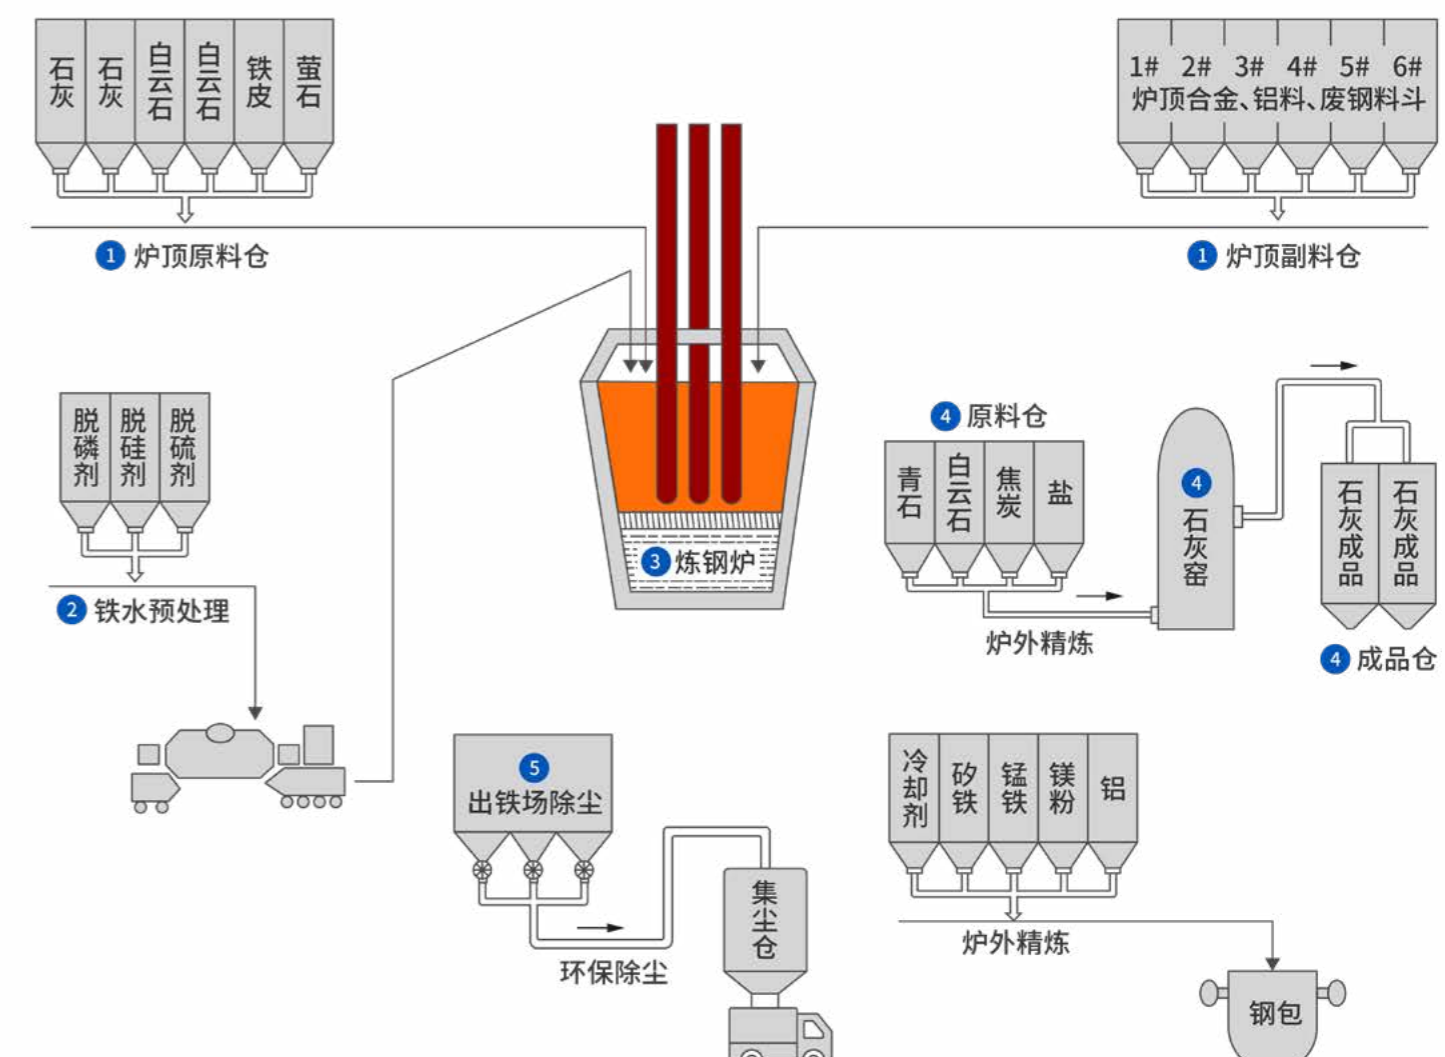 石灰
石灰
白云石
白云石
铁皮
萤石
1 炉顶原料仓
1# 2# 3# 4# 5# 6#
炉顶合金、铝料、废钢料斗
1 炉顶副料仓
脱磷剂
脱硅剂
脱硫剂
2 铁水预处理
3 炼钢炉
4 原料仓
青石
白云石
焦炭
盐
炉外精炼
4 石灰窑
石灰成品
石灰成品
4 成品仓
5
出铁场除尘
环保除尘
集尘仓
冷却剂
矽铁
锰铁
镁粉
铝
炉外精炼
钢包